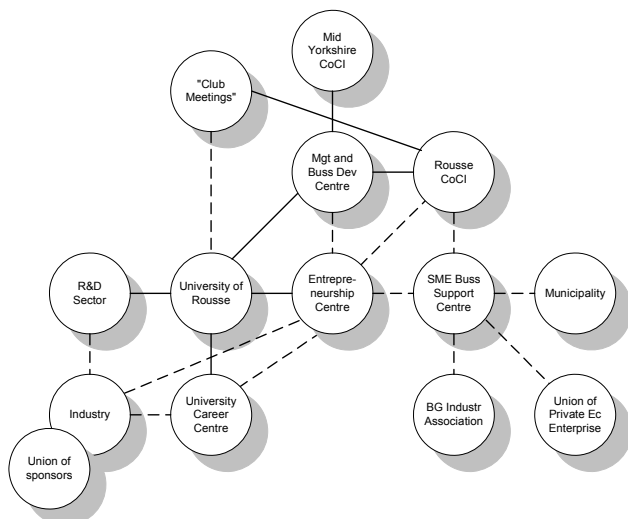 Mid
Yorkshire
CoCI
"Club
Meetings"
Mgt and
Buss Dev
Centre
Rousse
CoCI
R&D
Sector
University of
Rousse
Entrepre-
neurship
Centre
SME Buss
Support
Centre
Municipality
Industry
University
Career
Centre
BG Industr
Association
Union of
Private Ec
Enterprise
Union of
sponsors